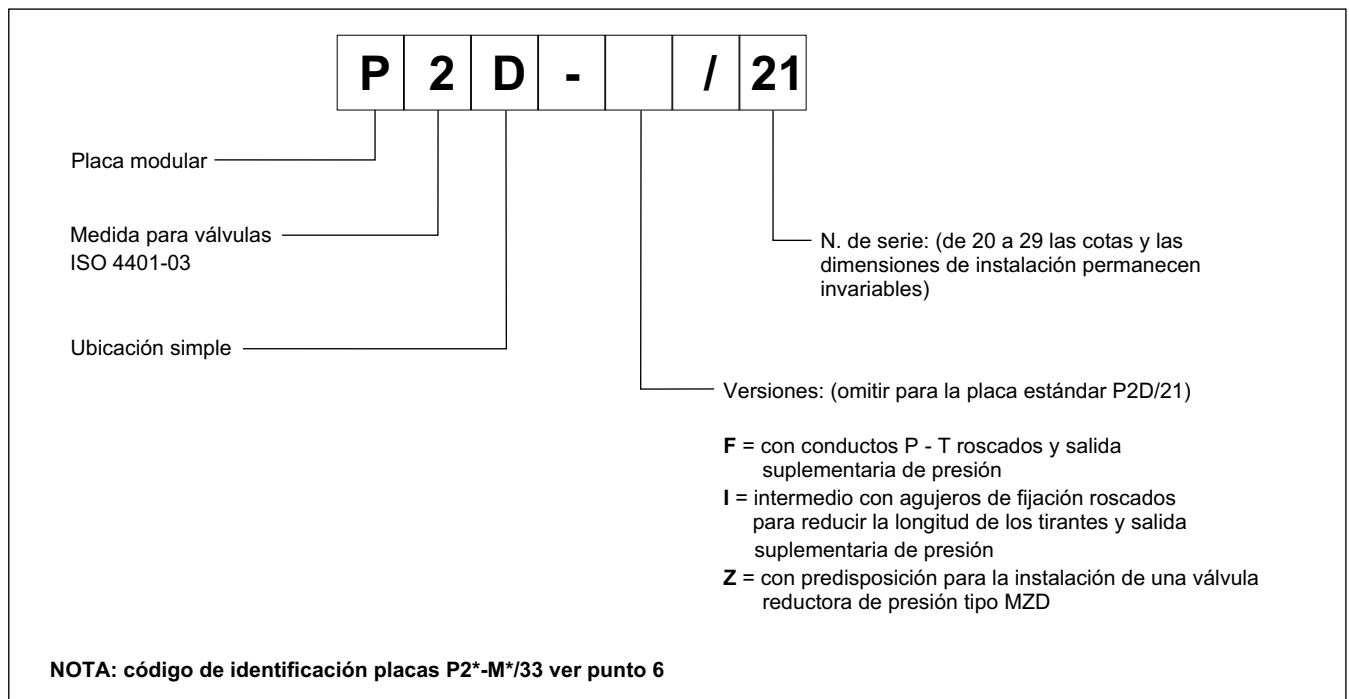 P 2 D - / 21
Placa modular
Medida para válvulas
ISO 4401-03
Ubicación simple
N. de serie: (de 20 a 29 las cotas y las
dimensiones de instalación permanecen
invariables)
Versiones: (omitir para la placa estándar P2D/21)
F = con conductos P - T roscados y salida
suplementaria de presión
I = intermedio con agujeros de fijación roscados
para reducir la longitud de los tirantes y salida
suplementaria de presión
Z = con predisposición para la instalación de una válvula
reductora de presión tipo MZD
NOTA: código de identificación placas P2*-M*/33 ver punto 6